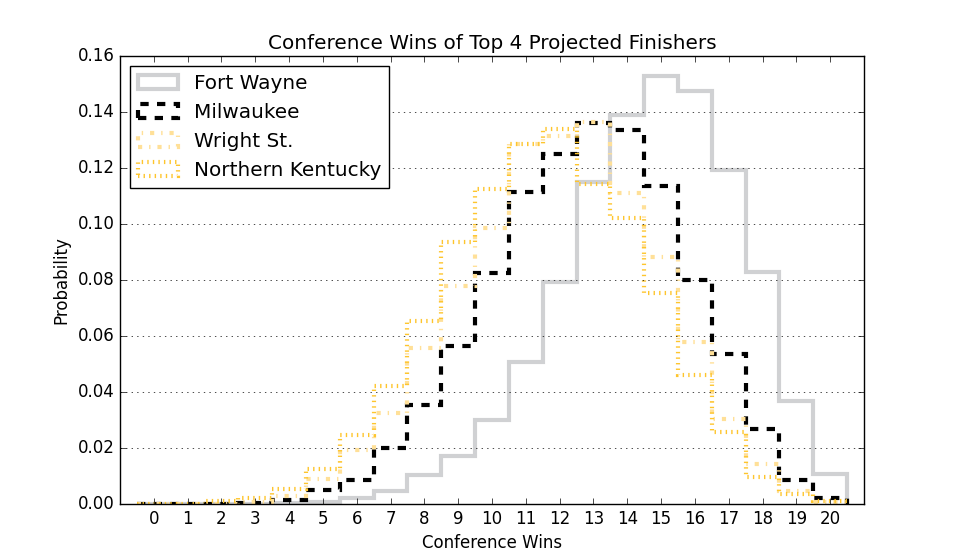 Conference Wins of Top 4 Projected Finishers
0.16
0.14
0.12
0.10
0.08
0.06
0.04
0.02
0.00
Probability
Fort Wayne
Milwaukee
Wright St.
Northern Kentucky
0 1 2 3 4 5 6 7 8 9 10 11 12 13 14 15 16 17 18 19 20
Conference Wins